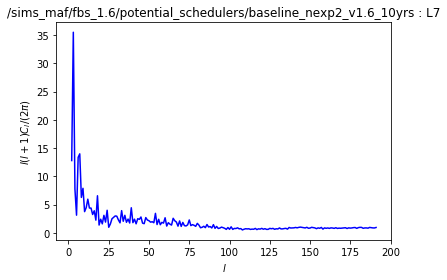 /sims_maf/fbs_1.6/potential_schedulers/baseline_nexp2_v1.6_10yrs : L7
35
30
25
20
15
10
5
0
l(l + 1)C_l/(2π)
0 25 50 75 100 125 150 175 200
l